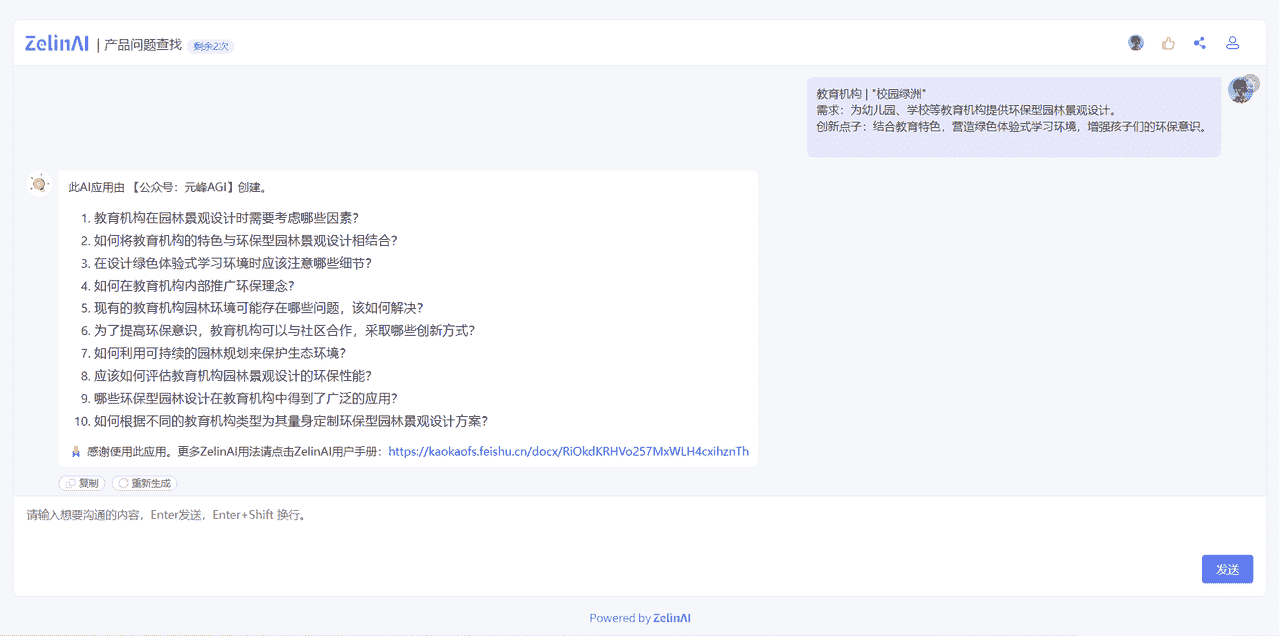 ZelinAI | 产品问题查找 剩余2次
教育机构 | "校园绿洲"
需求：为幼儿园、学校等教育机构提供环保型园林景观设计。
创新点子：结合教育特色，营造绿色体验式学习环境，增强孩子们的环保意识。
此AI应用由 【公众号：元峰AGI】创建。
1. 教育机构在园林景观设计时需要考虑哪些因素？
2. 如何将教育机构的特色与环保型园林景观设计相结合？
3. 在设计绿色体验式学习环境时应该注意哪些细节？
4. 如何在教育机构内部推广环保理念？
5. 现有的教育机构园林环境可能存在哪些问题，该如何解决？
6. 为了提高环保意识，教育机构可以与社区合作，采取哪些创新方式？
7. 如何利用可持续的园林规划来保护生态环境？
8. 应该如何评估教育机构园林景观设计的环保性能？
9. 哪些环保型园林设计在教育机构中得到了广泛的应用？
10. 如何根据不同的教育机构类型为其量身定制环保型园林景观设计方案？
感谢使用此应用。更多ZelinAI用法请点击ZelinAI用户手册：https://kaokaofs.feishu.cn/docx/RiOkdKRHVo257MxWLH4cxihznTh
复制 重新生成
请输入想要沟通的内容，Enter发送，Enter+Shift 换行。
发送
Powered by ZelinAI